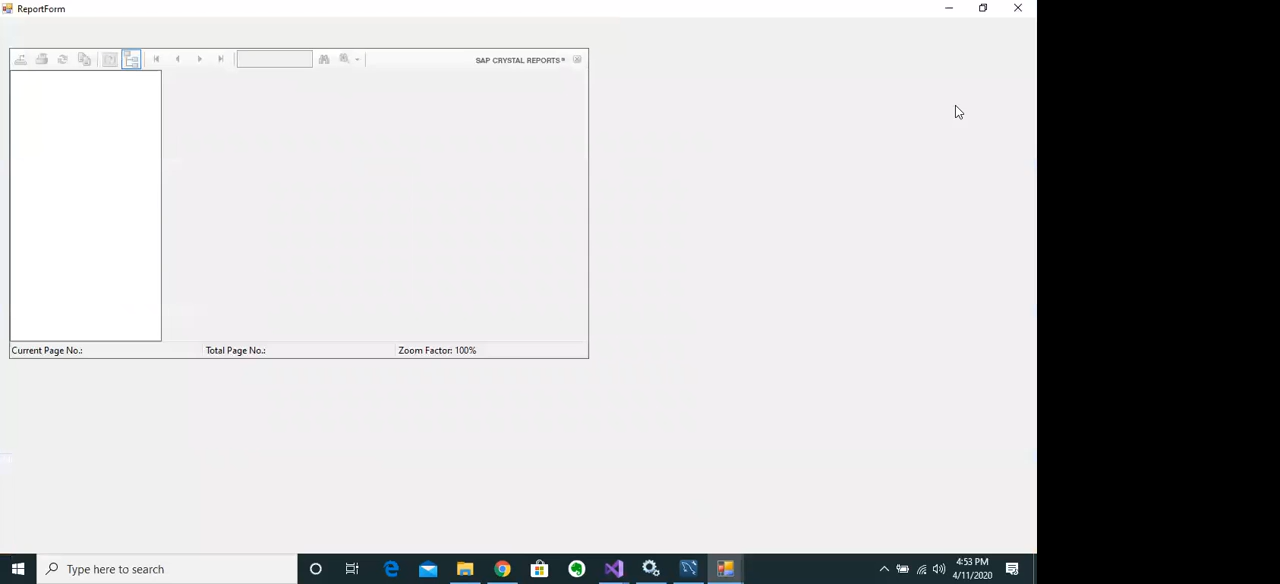 ReportForm
SAP CRYSTAL REPORTS®
Current Page No.: Total Page No.: Zoom Factor: 100%
Type here to search
4:53 PM
4/11/2020